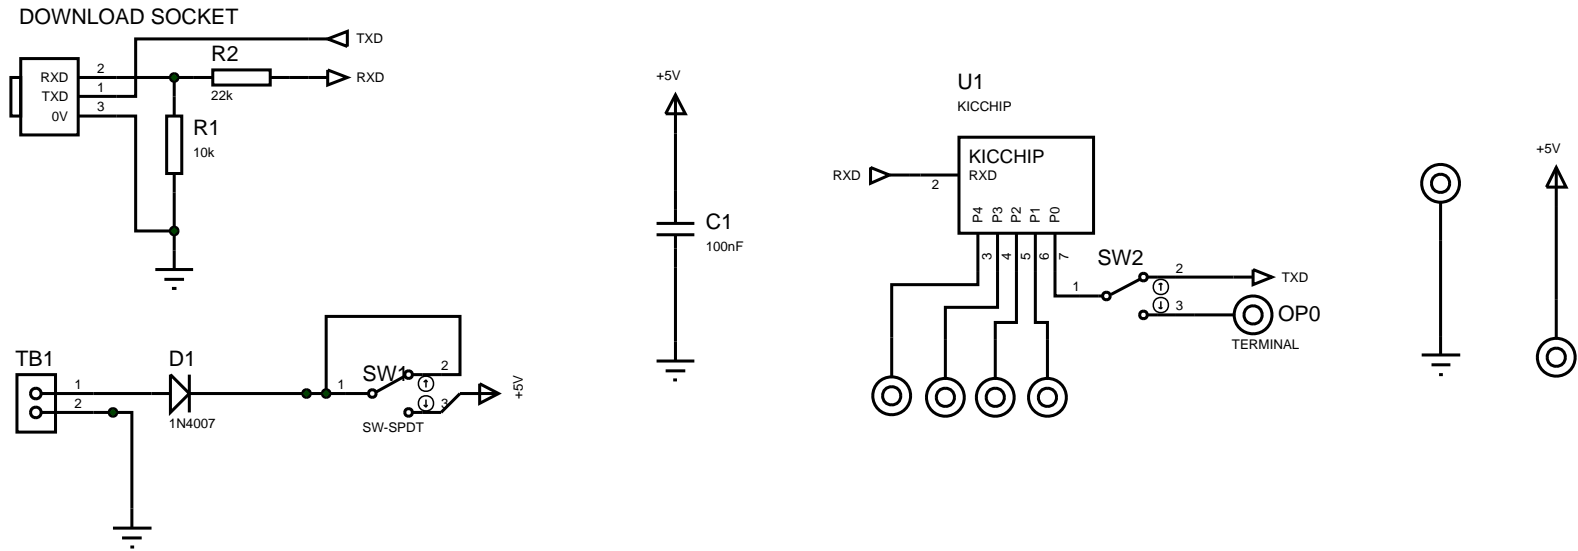 DOWNLOAD SOCKET
TXD
R2
RXD 2
RXD
TXD 1
22k
0V 3
R1
10k
+5V
C1
100nF
U1
KICCHIP
KICCHIP
RXD
2
RXD
P4 P3 P2 P1 P0
3 4 5 6 7
SW2
1
2
TXD
3
OP0
TERMINAL
+5V
TB1
1
2
D1
1N4007
1
SW1
2
3
SW-SPDT
+5V